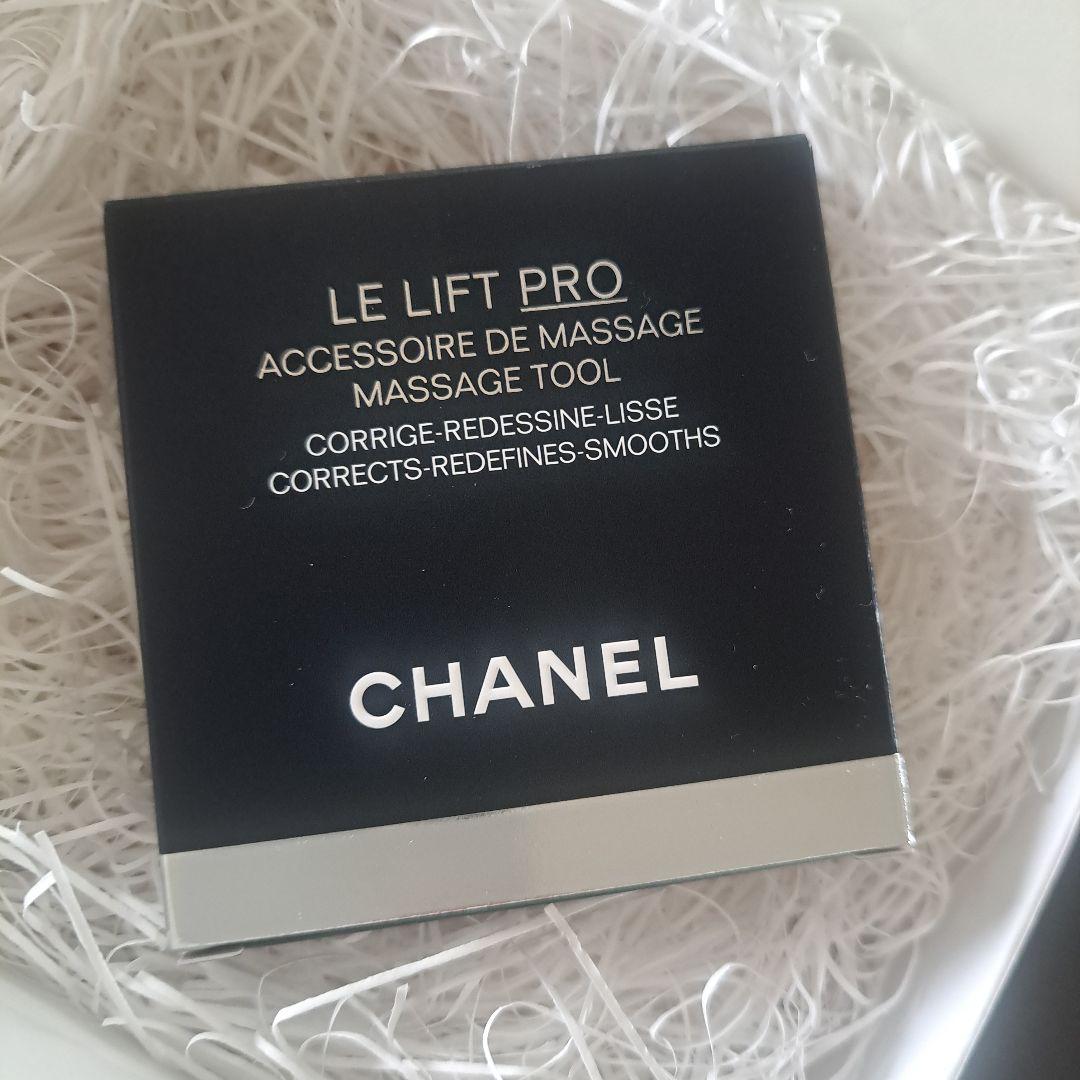 LE LIFT PRO
ACCESSOIRE DE MASSAGE
MASSAGE TOOL
CORRIGE-REDESSINE-LISSE
CORRECTS-REDEFINES-SMOOTHS
CHANEL